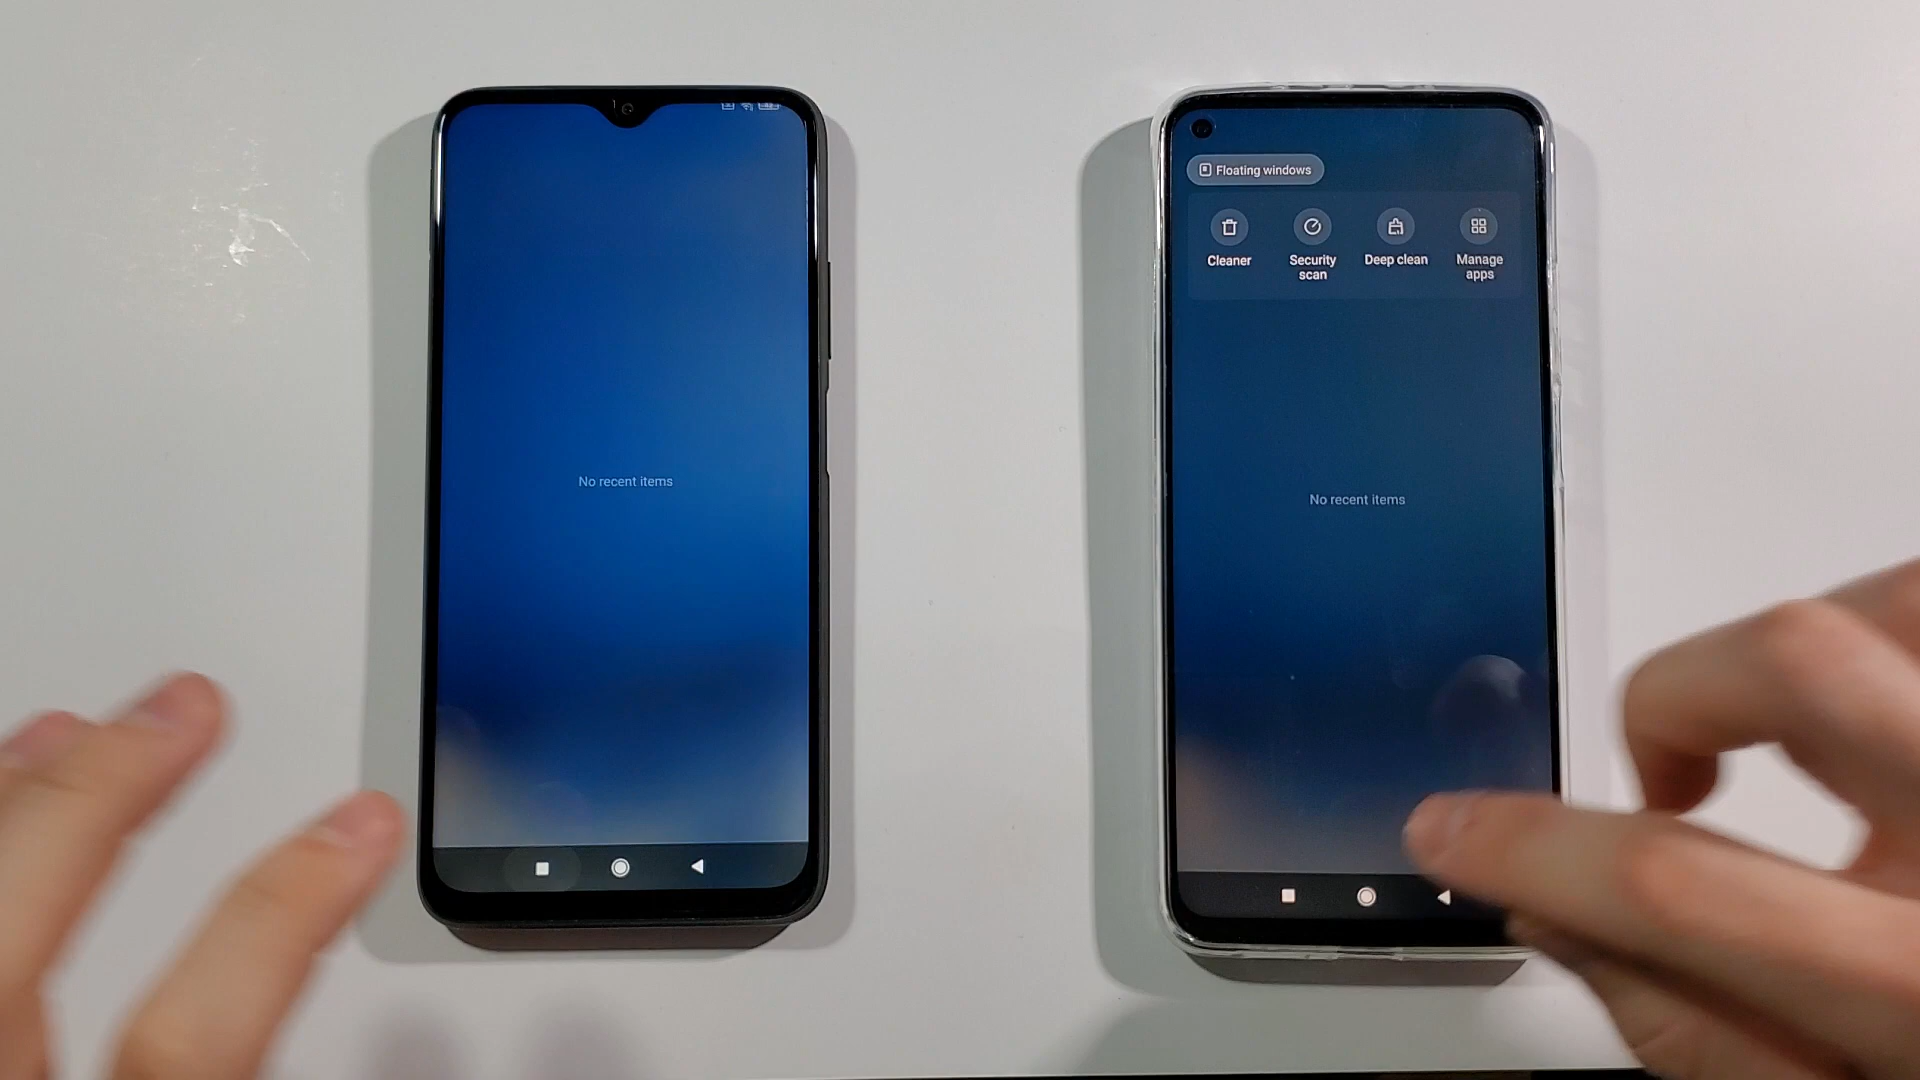 No recent items
Floating windows
Cleaner
Security
scan
Deep clean
Manage
apps
No recent items